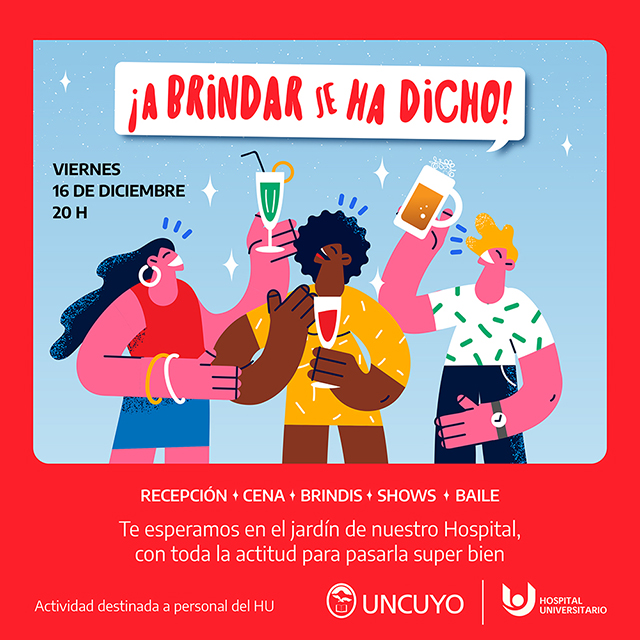 ¡A BRINDAR SE HA DICHO!
VIERNES
16 DE DICIEMBRE
20 H
RECEPCIÓN ✦ CENA ✦ BRINDIS ✦ SHOWS ✦ BAILE
Te esperamos en el jardín de nuestro Hospital,
con toda la actitud para pasarla super bien
Actividad destinada a personal del HU
UNCUYO
HOSPITAL
UNIVERSITARIO